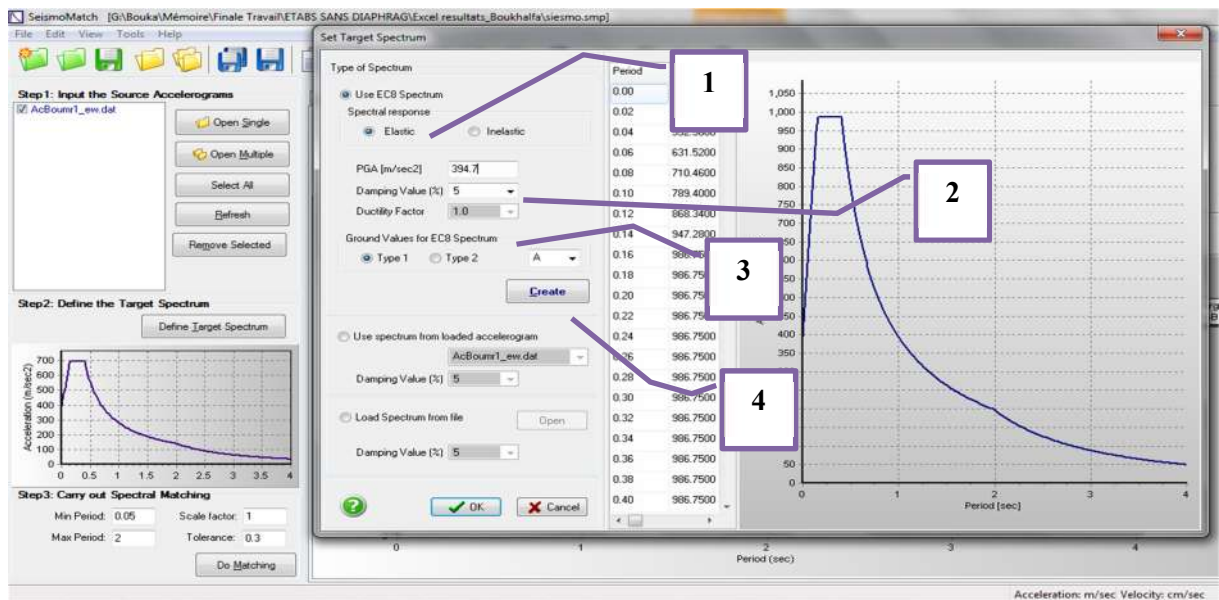 SeismoMatch [G:\Bouka\Mémoire\Finale Travail\ETABS SANS DIAPHRAG\Excel resultats_Boukhalfa\siesmo.smp]
File Edit View Tools Help
Step1: Input the Source Accelerograms
AcBoumr1_ew.dat
Open Single
Open Multiple
Select All
Refresh
Remove Selected
Step2: Define the Target Spectrum
Define Target Spectrum
Acceleration (m/sec2)
700
600
500
400
300
200
100
0
0 0.5 1 1.5 2 2.5 3 3.5 4
Step3: Carry out Spectral Matching
Min Period: 0.05 Scale factor: 1
Max Period: 2 Tolerance: 0.3
Do Matching
Set Target Spectrum
Type of Spectrum
Use EC8 Spectrum
Spectral response
Elastic Inelastic
PGA [m/sec2] 394.7
Damping Value (%) 5
Ductility Factor 1.0
Ground Values for EC8 Spectrum
Type 1 Type 2 A
Create
Use spectrum from loaded accelerogram
AcBoumr1_ew.dat
Damping Value (%) 5
Load Spectrum from file Open
Damping Value (%) 5
OK Cancel
Period
0.00
0.02
0.04
0.06 631.5200
0.08 710.4600
0.10 789.4000
0.12 868.3400
0.14 947.2800
0.16
0.18
0.20
0.22
0.24 986.7500
0.26 986.7500
0.28 986.7500
0.30 986.7500
0.32 986.7500
0.34 986.7500
0.36 986.7500
0.38 986.7500
0.40 986.7500
1
2
3
4
1,050
1,000
950
900
850
800
750
400
350
50
0
0 1 2 3 4
Period [sec]
0 1 2 3 4
Period (sec)
Acceleration: m/sec Velocity: cm/sec